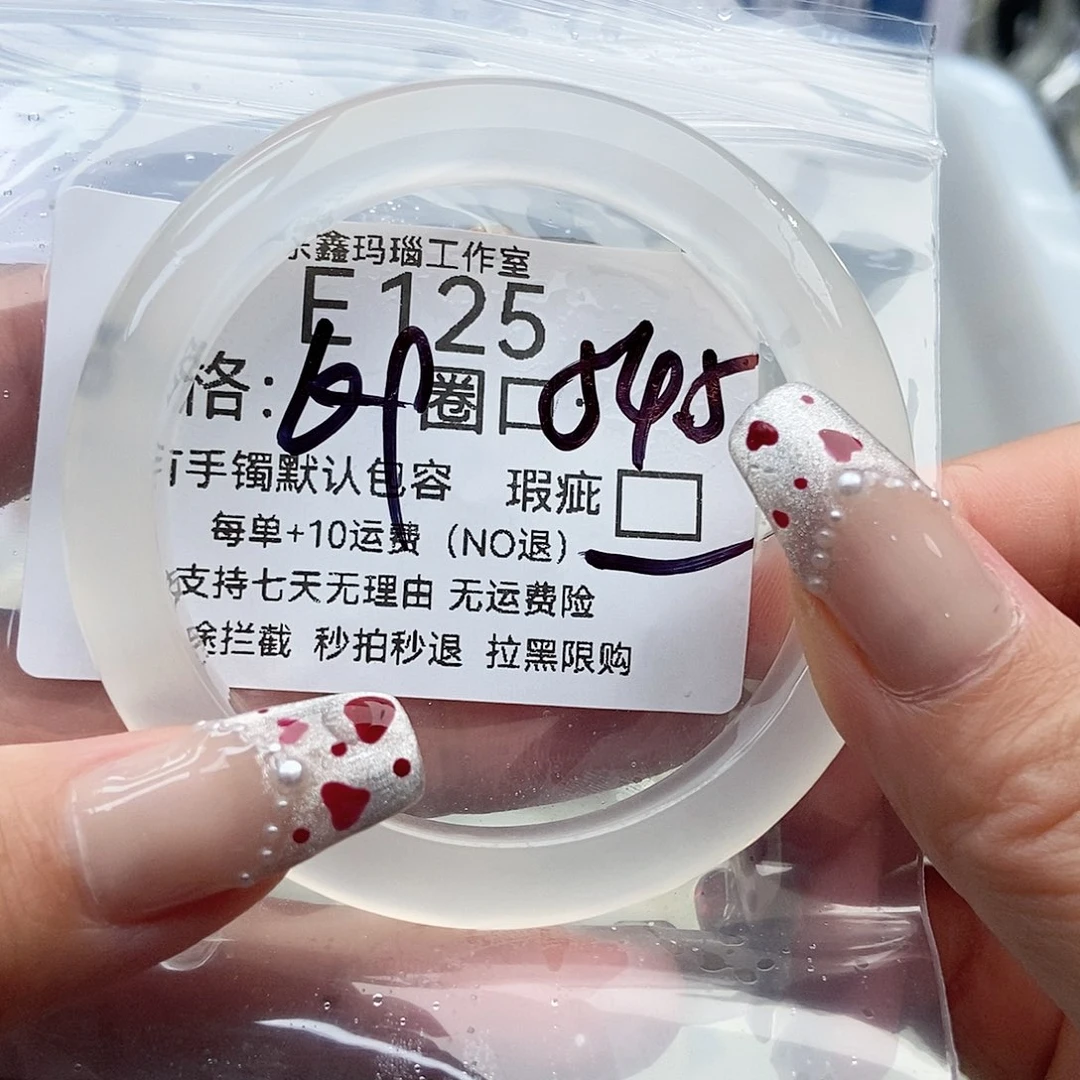 鑫玛瑙工作室
E125
格: 圈口
有手镯默认包容 瑕疵
每单+10运费 (NO退)
支持七天无理由 无运费险
途拦截 秒拍秒退 拉黑限购